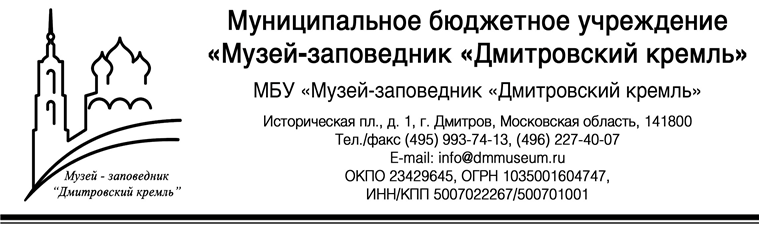 Муниципальное бюджетное учреждение
«Музей-заповедник «Дмитровский кремль»
МБУ «Музей-заповедник «Дмитровский кремль»
Историческая пл., д. 1, г. Дмитров, Московская область, 141800
Тел./факс (495) 993-74-13, (496) 227-40-07
E-mail: info@dmmuseum.ru
ОКПО 23429645, ОГРН 1035001604747,
ИНН/КПП 5007022267/500701001
Музей - заповедник
“Дмитровский кремль”